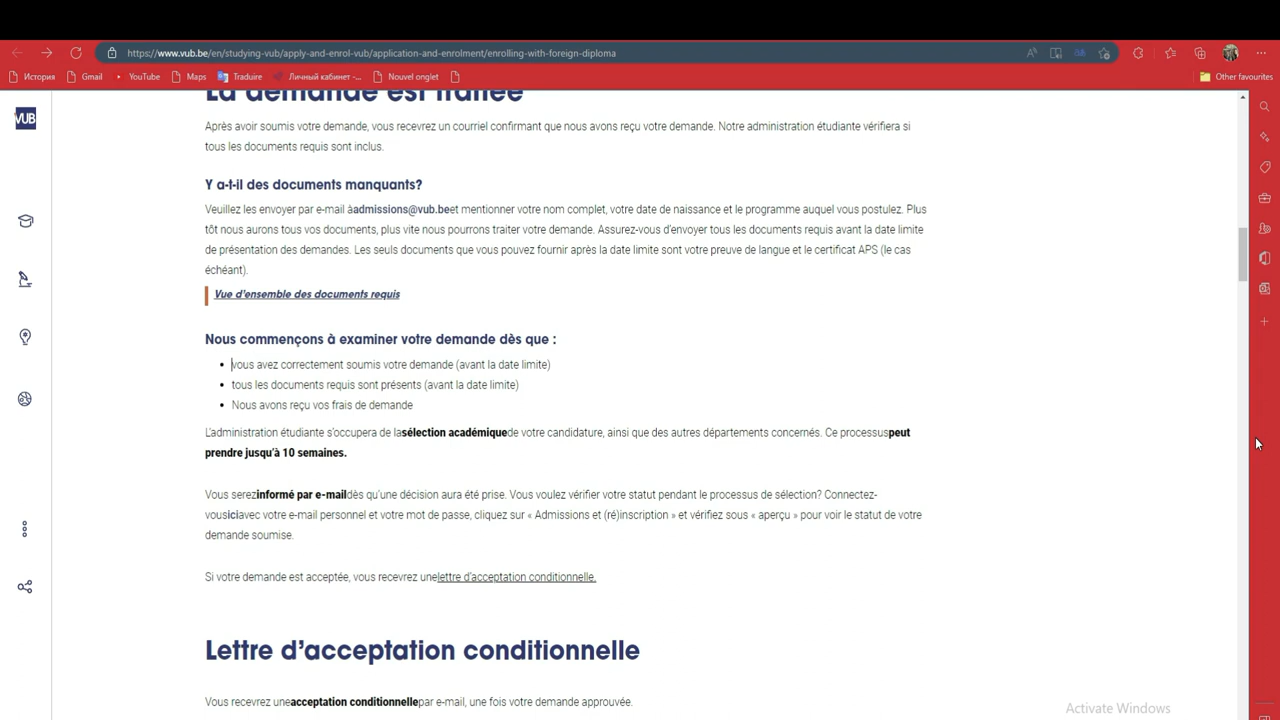 https://www.vub.be/en/studying-vub/apply-and-enrol-vub/application-and-enrolment/enrolling-with-foreign-diploma
История Gmail YouTube Maps Traduire Личный кабинет -... Nouvel onglet Other favourites
VUB
La demande est traitée
Après avoir soumis votre demande, vous recevrez un courriel confirmant que nous avons reçu votre demande. Notre administration étudiante vérifiera si
tous les documents requis sont inclus.
Y a-t-il des documents manquants?
Veuillez les envoyer par e-mail àadmissions@vub.beet mentionner votre nom complet, votre date de naissance et le programme auquel vous postulez. Plus
tôt nous aurons tous vos documents, plus vite nous pourrons traiter votre demande. Assurez-vous d'envoyer tous les documents requis avant la date limite
de présentation des demandes. Les seuls documents que vous pouvez fournir après la date limite sont votre preuve de langue et le certificat APS (le cas
échéant).
Vue d'ensemble des documents requis
Nous commençons à examiner votre demande dès que :
• vous avez correctement soumis votre demande (avant la date limite)
• tous les documents requis sont présents (avant la date limite)
• Nous avons reçu vos frais de demande
L'administration étudiante s'occupera de lasélection académiquede votre candidature, ainsi que des autres départements concernés. Ce processuspeut
prendre jusqu'à 10 semaines.
Vous serezinformé par e-maildès qu'une décision aura été prise. Vous voulez vérifier votre statut pendant le processus de sélection? Connectez-
vousiciavec votre e-mail personnel et votre mot de passe, cliquez sur « Admissions et (ré)inscription » et vérifiez sous « aperçu » pour voir le statut de votre
demande soumise.
Si votre demande est acceptée, vous recevrez unelettre d'acceptation conditionnelle.
Lettre d'acceptation conditionnelle
Vous recevrez uneacceptation conditionnellepar e-mail, une fois votre demande approuvée.
Activate Windows